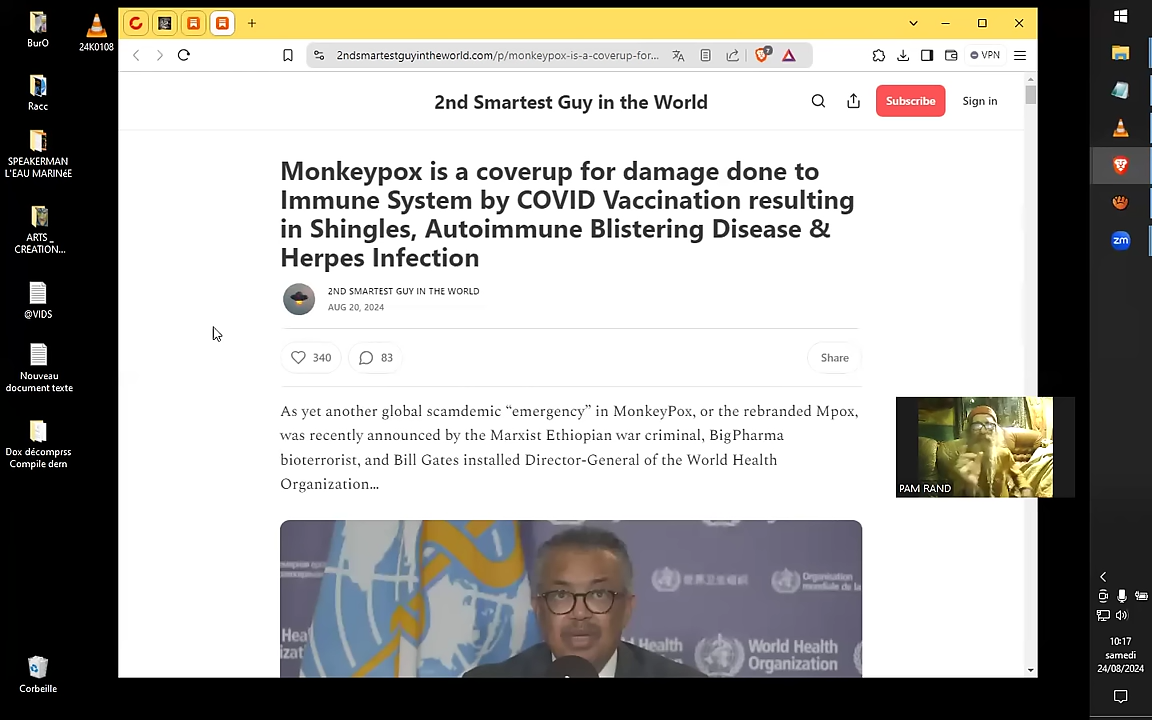 BurO
24K0108
Racc
SPEAKERMAN
L'EAU MARINéE
ARTS_
CREATION...
@VIDS
Nouveau
document texte
Dox décomprss
Compile dern
Corbeille
2ndsmartestguyintheworld.com/p/monkeypox-is-a-coverup-for...
VPN
2nd Smartest Guy in the World
Subscribe
Sign in
Monkeypox is a coverup for damage done to
Immune System by COVID Vaccination resulting
in Shingles, Autoimmune Blistering Disease &
Herpes Infection
2ND SMARTEST GUY IN THE WORLD
AUG 20, 2024
340
83
Share
As yet another global scamdemic “emergency” in MonkeyPox, or the rebranded Mpox,
was recently announced by the Marxist Ethiopian war criminal, BigPharma
bioterrorist, and Bill Gates installed Director-General of the World Health
Organization…
World Health
Organization
Organisation
PAM RAND
zm
10:17
samedi
24/08/2024